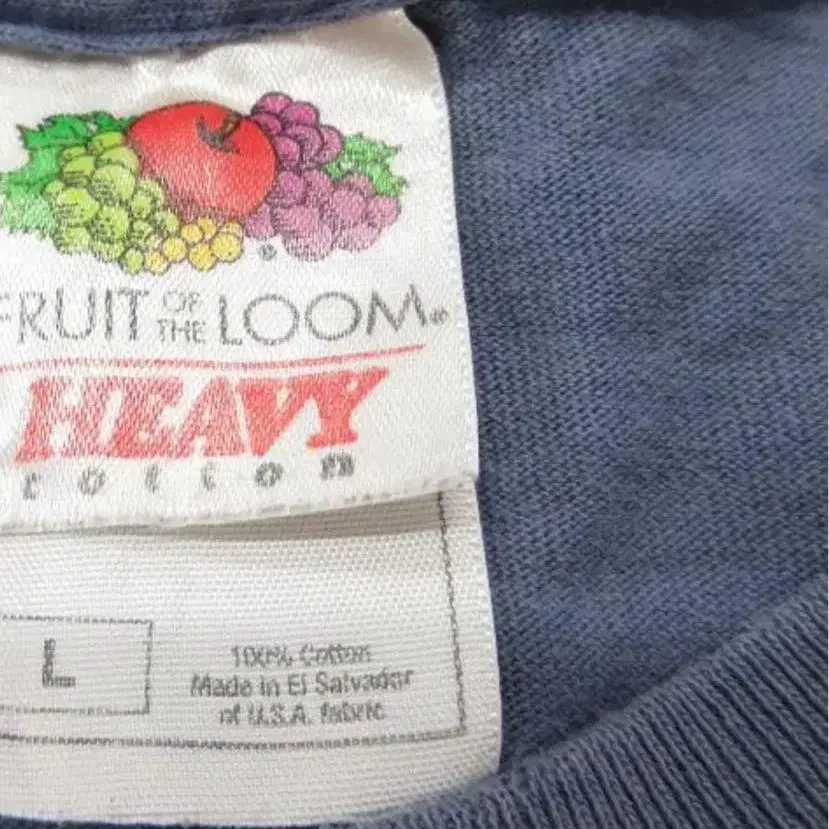 FRUIT OF THE LOOM®
HEAVY
cotton
L
100% Cotton
Made in El Salvador
of U.S.A. fabric